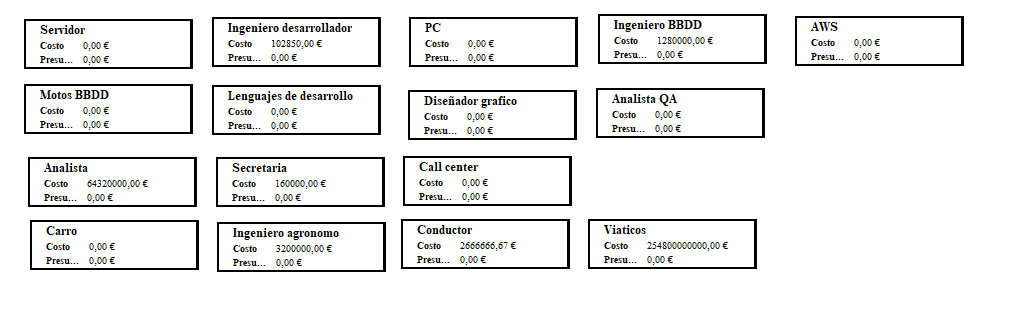 Servidor
Costo 0,00 €
Presu... 0,00 €
Ingeniero desarrollador
Costo 102850,00 €
Presu... 0,00 €
PC
Costo 0,00 €
Presu... 0,00 €
Ingeniero BBDD
Costo 1280000,00 €
Presu... 0,00 €
AWS
Costo 0,00 €
Presu... 0,00 €
Motos BBDD
Costo 0,00 €
Presu... 0,00 €
Lenguajes de desarrollo
Costo 0,00 €
Presu... 0,00 €
Diseñador grafico
Costo 0,00 €
Presu... 0,00 €
Analista QA
Costo 0,00 €
Presu... 0,00 €
Analista
Costo 64320000,00 €
Presu... 0,00 €
Secretaria
Costo 160000,00 €
Presu... 0,00 €
Call center
Costo 0,00 €
Presu... 0,00 €
Carro
Costo 0,00 €
Presu... 0,00 €
Ingeniero agronomo
Costo 3200000,00 €
Presu... 0,00 €
Conductor
Costo 2666666,67 €
Presu... 0,00 €
Viaticos
Costo 254800000000,00 €
Presu... 0,00 €